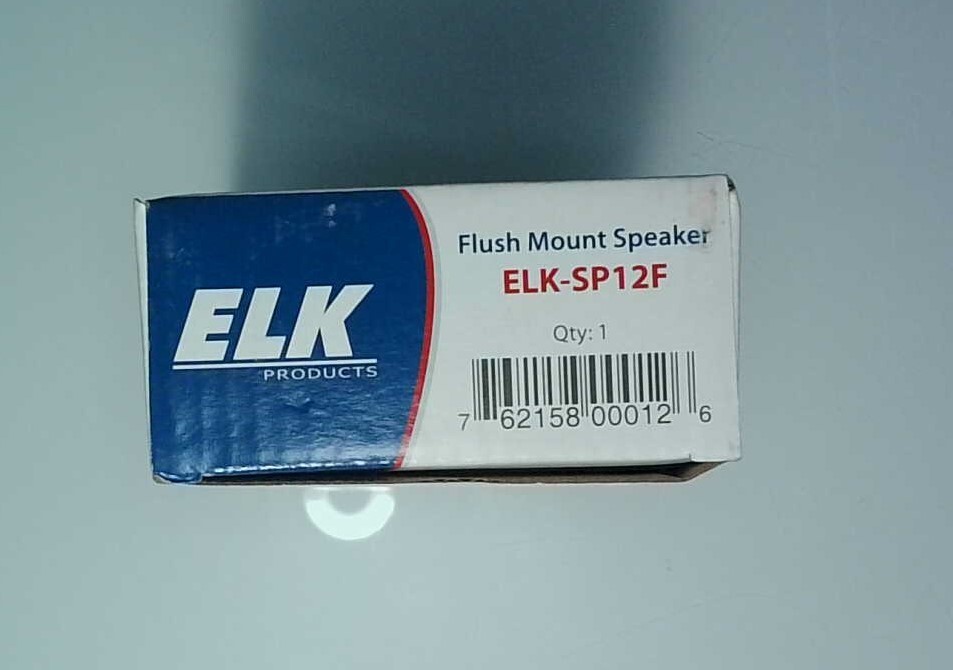 ELK
PRODUCTS
Flush Mount Speaker
ELK-SP12F
Qty: 1
7 62158 00012 6